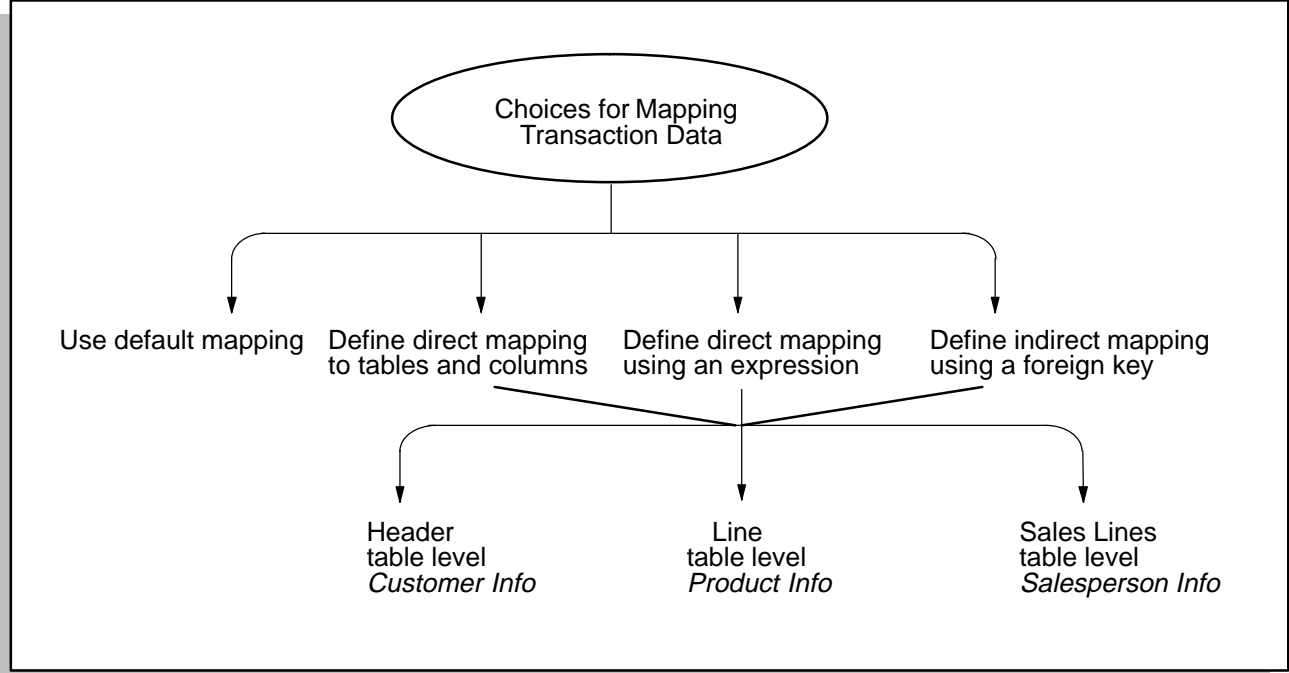 Choices for Mapping
Transaction Data
Use default mapping
Define direct mapping
to tables and columns
Define direct mapping
using an expression
Define indirect mapping
using a foreign key
Header
table level
Customer Info
Line
table level
Product Info
Sales Lines
table level
Salesperson Info